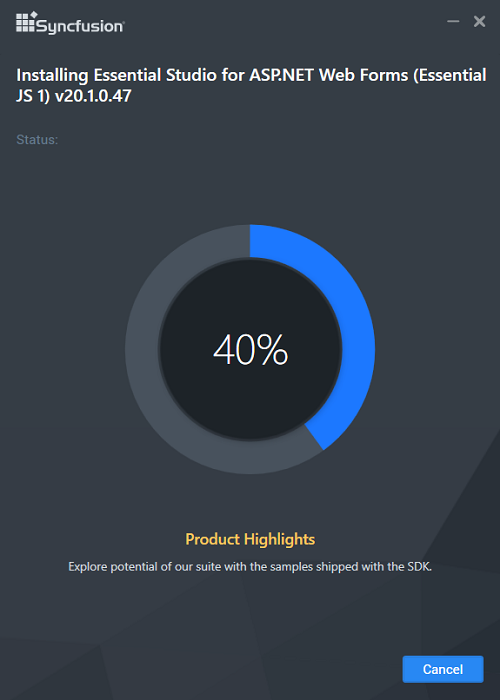 Syncfusion
Installing Essential Studio for ASP.NET Web Forms (Essential
JS 1) v20.1.0.47
Status:
40%
Product Highlights
Explore potential of our suite with the samples shipped with the SDK.
Cancel